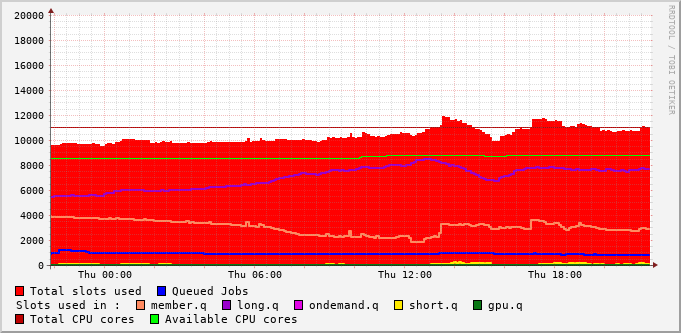 20000
18000
16000
14000
12000
10000
8000
6000
4000
2000
0
Thu 00:00 Thu 06:00 Thu 12:00 Thu 18:00
RRDTOOL / TOBI OETIKER
Total slots used Queued Jobs
Slots used in : member.q long.q ondemand.q short.q gpu.q
Total CPU cores Available CPU cores